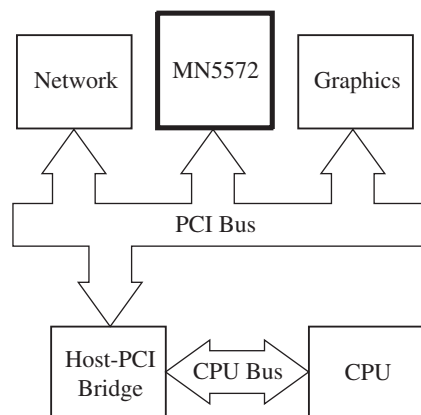 Network
MN5572
Graphics
PCI Bus
Host-PCI
Bridge
CPU Bus
CPU